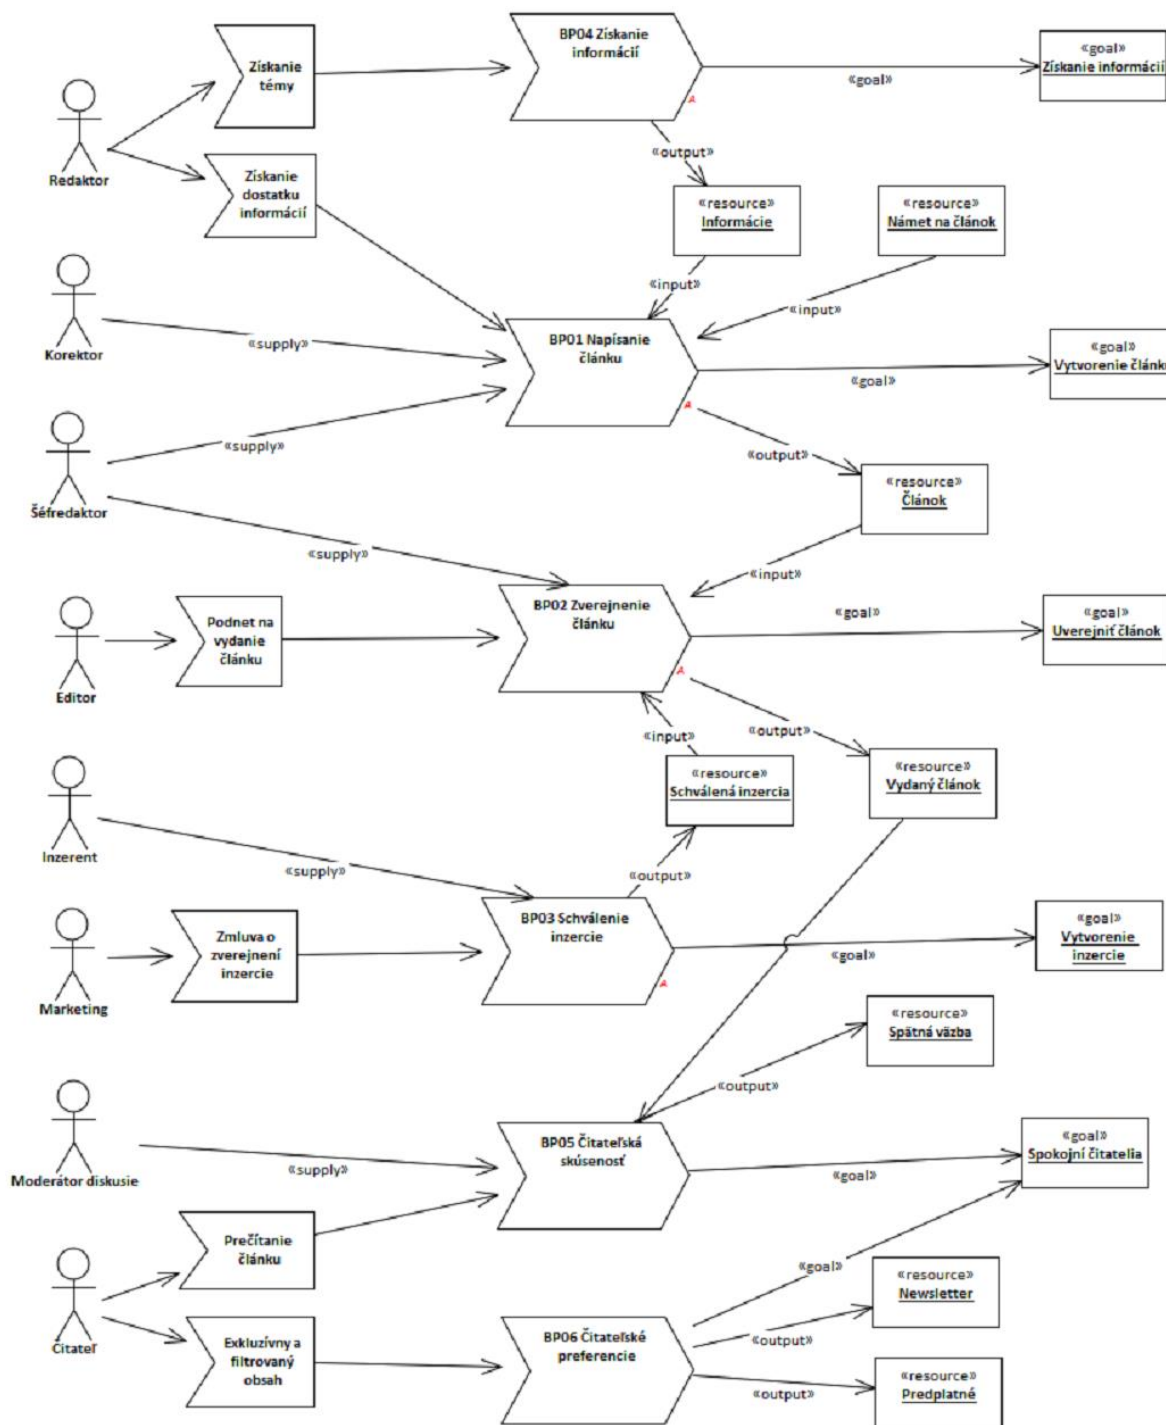 BP04 Získanie
informácií
«goal»
Získanie informácií
Získanie
témy
«goal»
A
Redaktor
«output»
Získanie
dostatku
informácií
«resource»
Informácie
«resource»
Námet na článok
«input»
«input»
Korektor
«supply»
BP01 Napísanie
článku
«goal»
Vytvorenie článku
«goal»
A
Šéfredaktor
«supply»
«output»
«resource»
Článok
«supply»
«input»
Editor
Podnet na
vydanie
článku
BP02 Zverejnenie
článku
«goal»
«goal»
Uverejniť článok
A
«input»
«output»
«resource»
Schválená inzercia
«resource»
Vydaný článok
Inzerent
«supply»
«output»
Marketing
Zmluva o
zverejnení
inzercie
BP03 Schválenie
inzercie
«goal»
«goal»
Vytvorenie
inzercie
A
«resource»
Spätná väzba
«output»
Moderátor diskusie
«supply»
BP05 Čitateľská
skúsenosť
«goal»
«goal»
Spokojní čitatelia
Prečítanie
článku
Čitateľ
«goal»
«resource»
Newsletter
Exkluzívny a
filtrovaný
obsah
BP06 Čitateľské
preferencie
«output»
«output»
«resource»
Predplatné